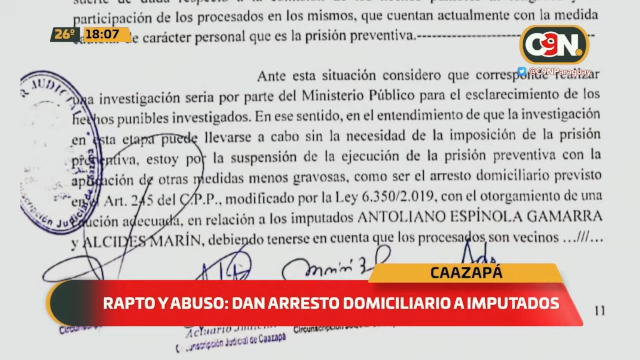 participación de los procesados en los mismos, que cuentan actualmente con la medida
de carácter personal que es la prisión preventiva.
26°
18:07
C9N
@C9NParaguay
Ante esta situación considero que corresponde realizar
una investigación seria por parte del Ministerio Público para el esclarecimiento de los
hechos punibles investigados. En ese sentido, en el entendimiento de que la investigación
en esta etapa puede llevarse a cabo sin la necesidad de la imposición de la prisión
preventiva, estoy por la suspensión de la ejecución de la prisión preventiva con la
aplicación de otras medidas menos gravosas, como ser el arresto domiciliario previsto
en el Art. 245 del C.P.P., modificado por la Ley 6.350/2.019, con el otorgamiento de una
caución adecuada, en relación a los imputados ANTOLIANO ESPÍNOLA GAMARRA
y ALCIDES MARÍN, debiendo tenerse en cuenta que los procesados son vecinos …///…
CAAZAPÁ
RAPTO Y ABUSO: DAN ARRESTO DOMICILIARIO A IMPUTADOS
11
Actuario Judicial
Circunscripción Judicial de Caazapá